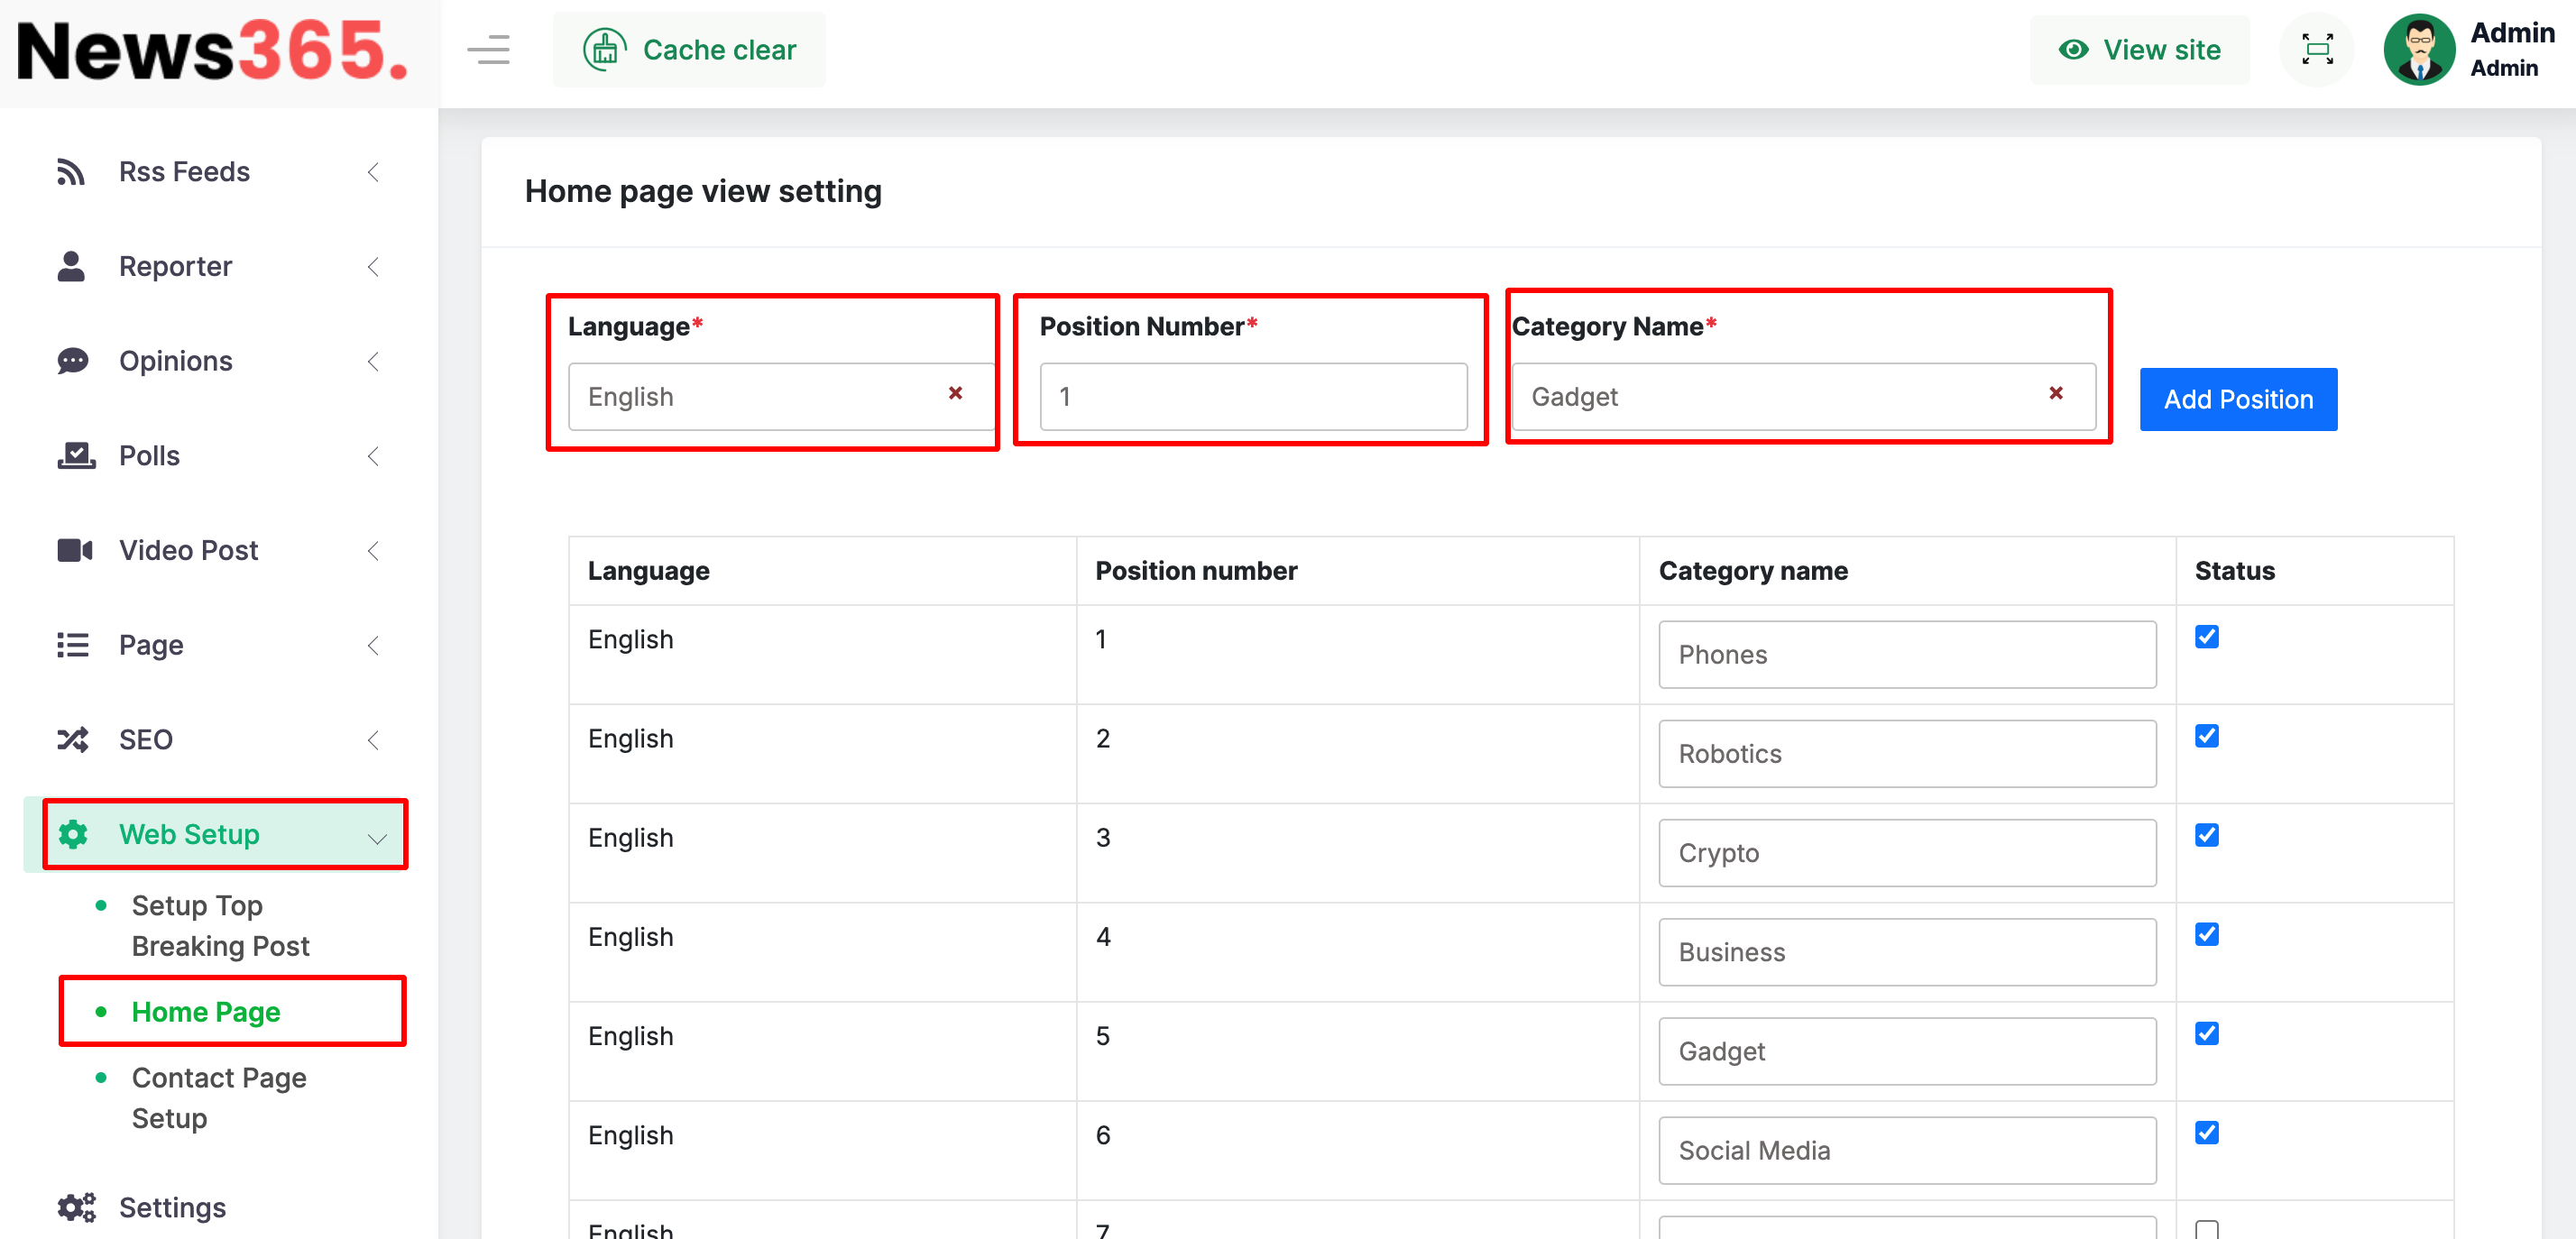 News365.
Cache clear
View site
Admin
Admin
Rss Feeds
Reporter
Opinions
Polls
Video Post
Page
SEO
Web Setup
Setup Top
Breaking Post
Home Page
Contact Page
Setup
Settings
Home page view setting
Language* Position Number* Category Name*
English × 1 Gadget × Add Position
Language Position number Category name Status
English 1 Phones
English 2 Robotics
English 3 Crypto
English 4 Business
English 5 Gadget
English 6 Social Media
English 7